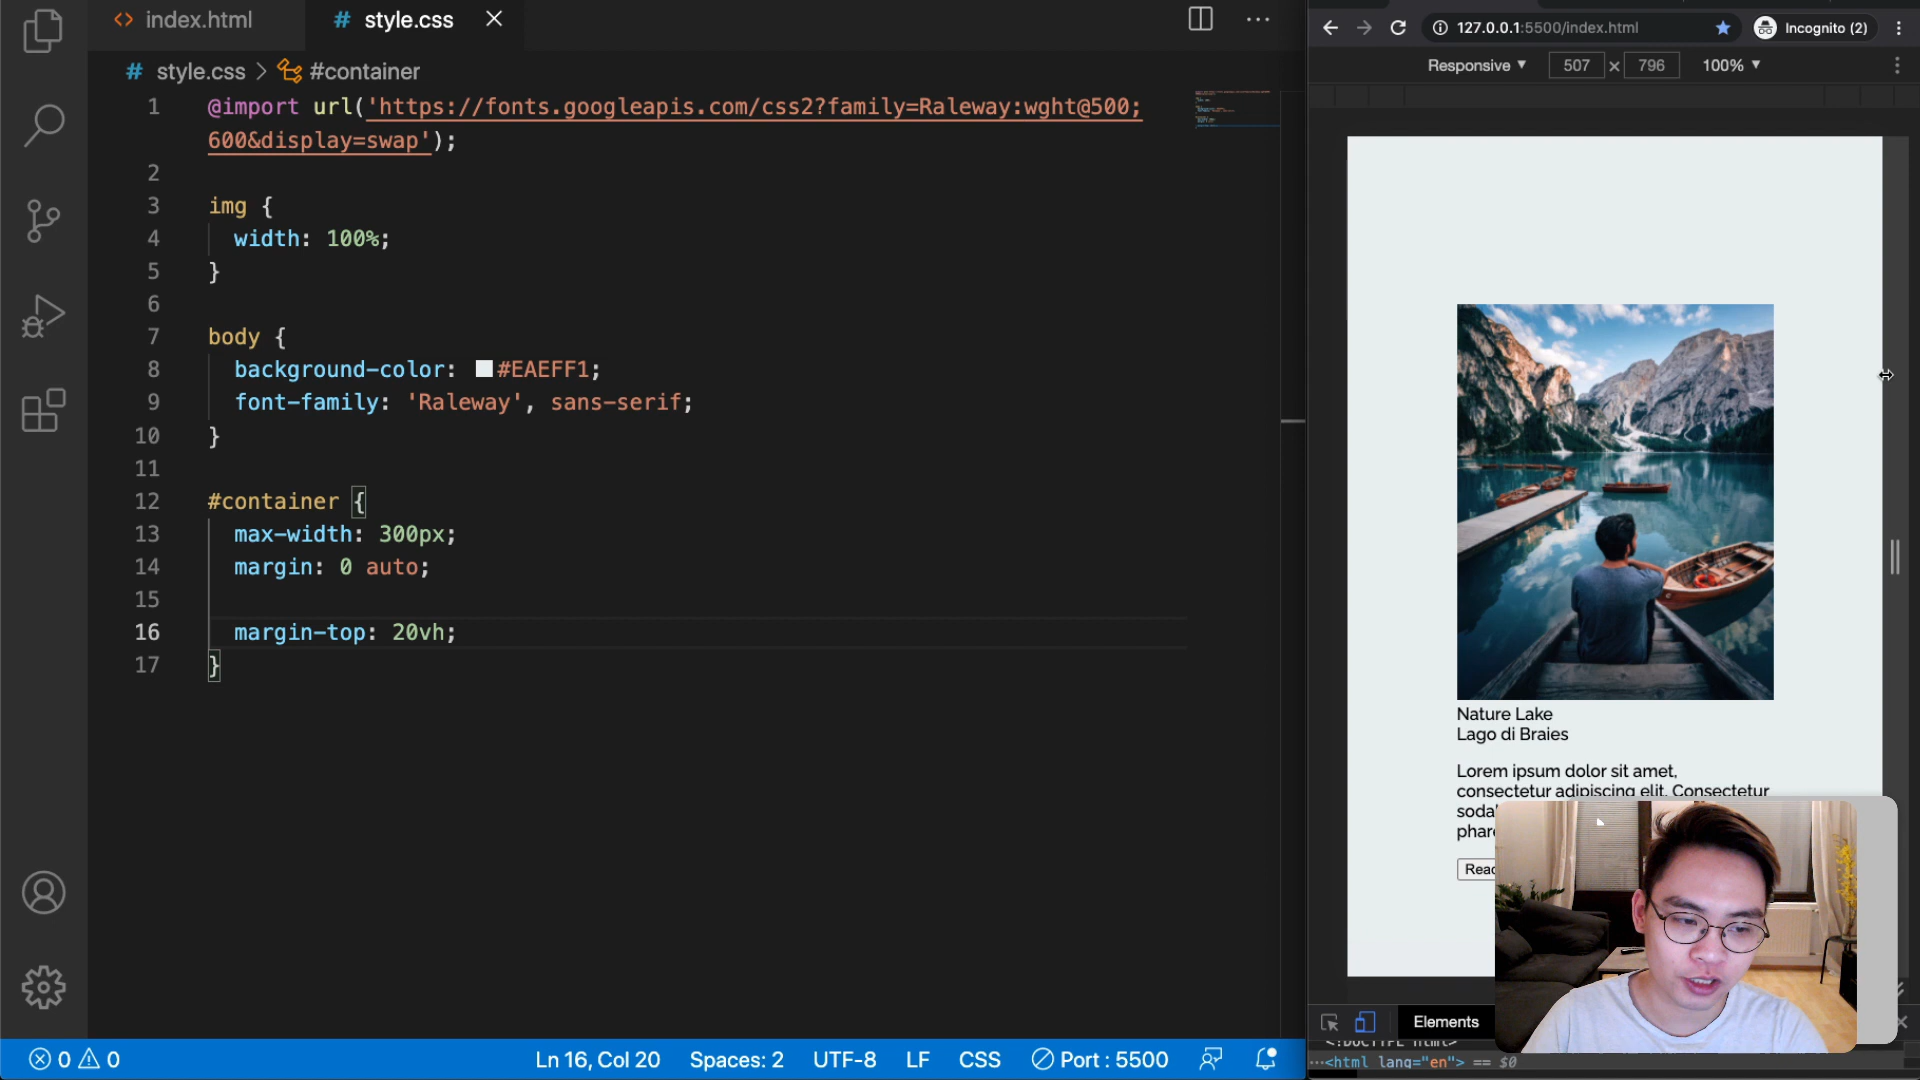 index.html
style.css
style.css > #container
1 @import url('https://fonts.googleapis.com/css2?family=Raleway:wght@500;
600&display=swap');
2
3 img {
4 width: 100%;
5 }
6
7 body {
8 background-color: #EAEFF1;
9 font-family: 'Raleway', sans-serif;
10 }
11
12 #container {
13 max-width: 300px;
14 margin: 0 auto;
15
16 margin-top: 20vh;
17 }
0 0
Ln 16, Col 20 Spaces: 2 UTF-8 LF CSS Port : 5500
127.0.0.1:5500/index.html Incognito (2)
Responsive 507 x 796 100%
Nature Lake
Lago di Braies
Lorem ipsum dolor sit amet,
consectetur adipiscing elit. Consectetur
Elements
<!DOCTYPE html>
<html lang="en"> == $0